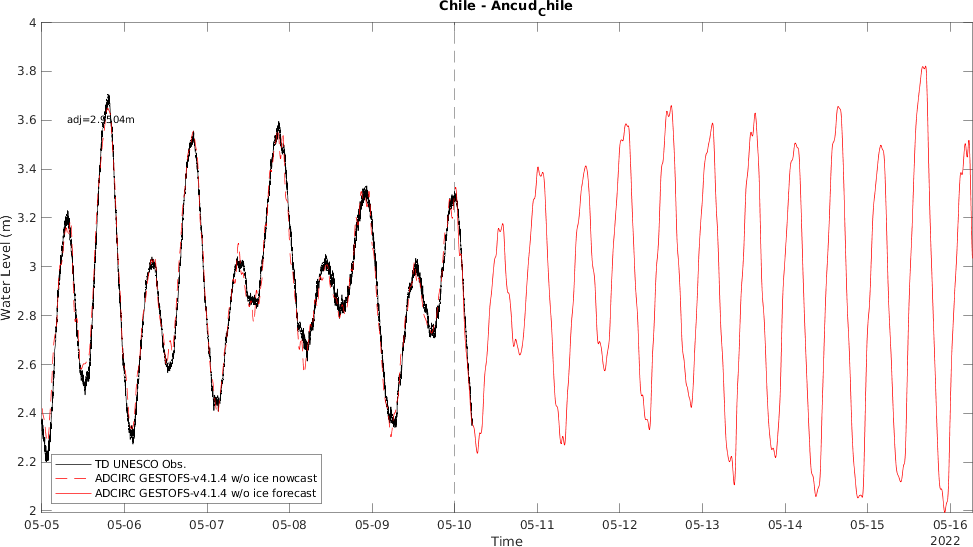 Chile - Ancud_Chile
4
3.8
3.6
3.4
3.2
3
2.8
2.6
2.4
2.2
2
Water Level (m)
adj=2.9504m
TD UNESCO Obs.
ADCIRC GESTOFS-v4.1.4 w/o ice nowcast
ADCIRC GESTOFS-v4.1.4 w/o ice forecast
05-05 05-06 05-07 05-08 05-09 05-10 05-11 05-12 05-13 05-14 05-15 05-16
Time
2022